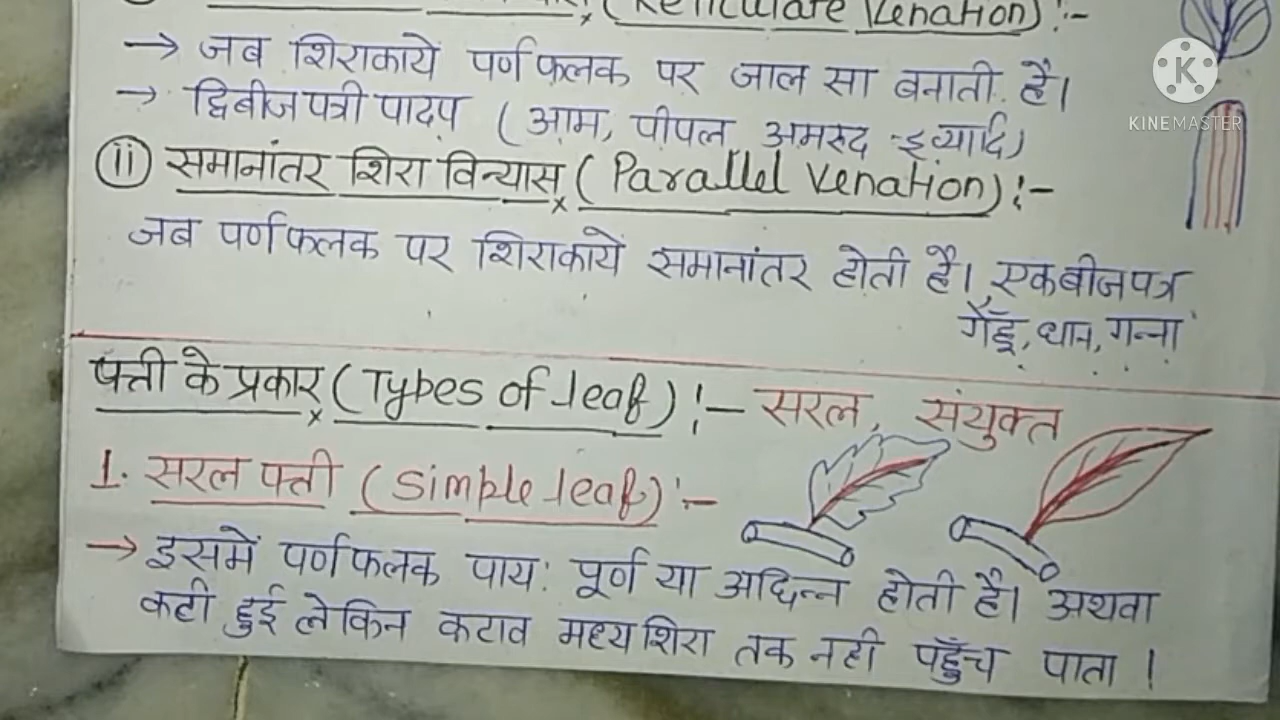 (Reticulate Venation) :-
→ जब शिराकाये पर्ण फलक पर जाल सा बनाती है।
→ द्विबीजपत्री पादप (आम, पीपल अमरुद इत्यादि)
(ii) समानांतर शिरा विन्यास (Parallel Venation) :-
जब पर्णफलक पर शिराकायें समानांतर होती है। एकबीजपत्र
गेँहू, धान, गन्ना
पत्ती के प्रकार (Types of leaf) :- सरल, संयुक्त
1. सरल पत्ती (Simple leaf) :-
→ इसमें पर्णफलक पाय: पूर्ण या अछिन्न होती है। अथवा
कटी हुई लेकिन कटाव मध्यशिरा तक नही पहुँच पाता।
KINEMASTER